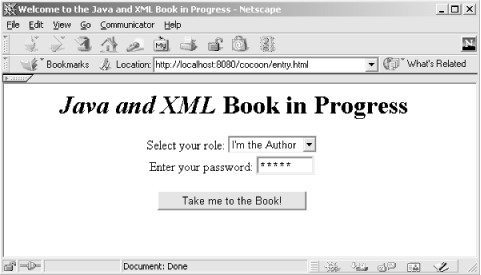 Welcome to the Java and XML Book in Progress - Netscape
File Edit View Go Communicator Help
My
N
Bookmarks Location: http://localhost:8080/cocoon/entry.html What's Related
Java and XML Book in Progress
Select your role: I'm the Author
Enter your password: *****
Take me to the Book!
Document: Done